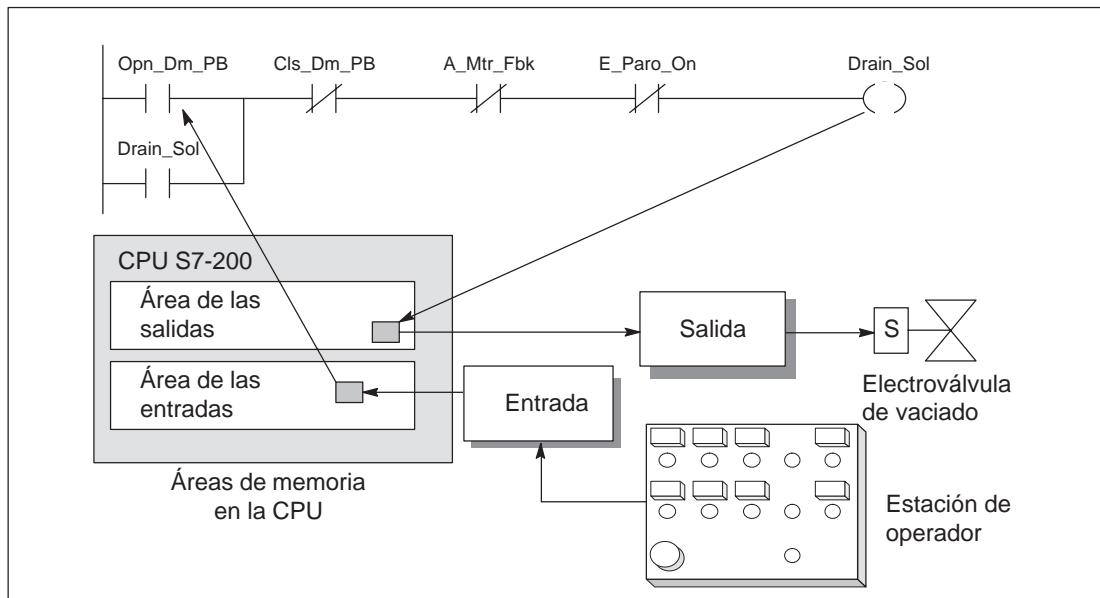 Opn_Dm_PB Cls_Dm_PB A_Mtr_Fbk E_Paro_On Drain_Sol
Drain_Sol
CPU S7-200
Área de las
salidas
Salida
S
Área de las
entradas
Entrada
Electroválvula
de vaciado
Áreas de memoria
en la CPU
Estación de
operador